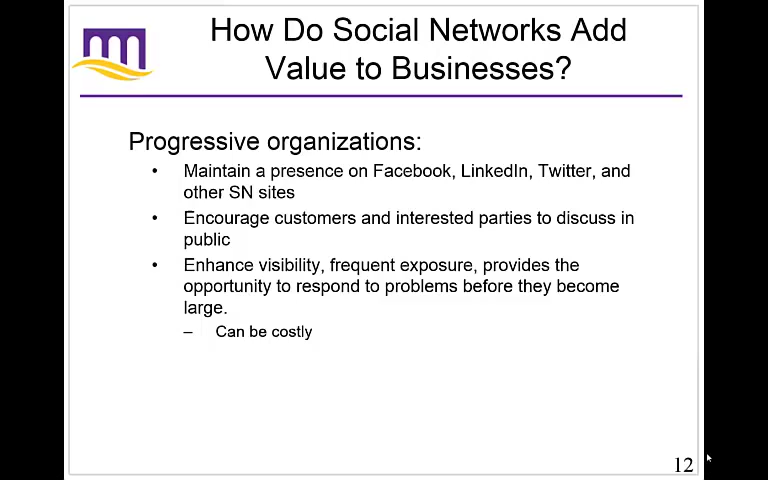 How Do Social Networks Add
Value to Businesses?
Progressive organizations:
• Maintain a presence on Facebook, LinkedIn, Twitter, and
other SN sites
• Encourage customers and interested parties to discuss in
public
• Enhance visibility, frequent exposure, provides the
opportunity to respond to problems before they become
large.
– Can be costly
12